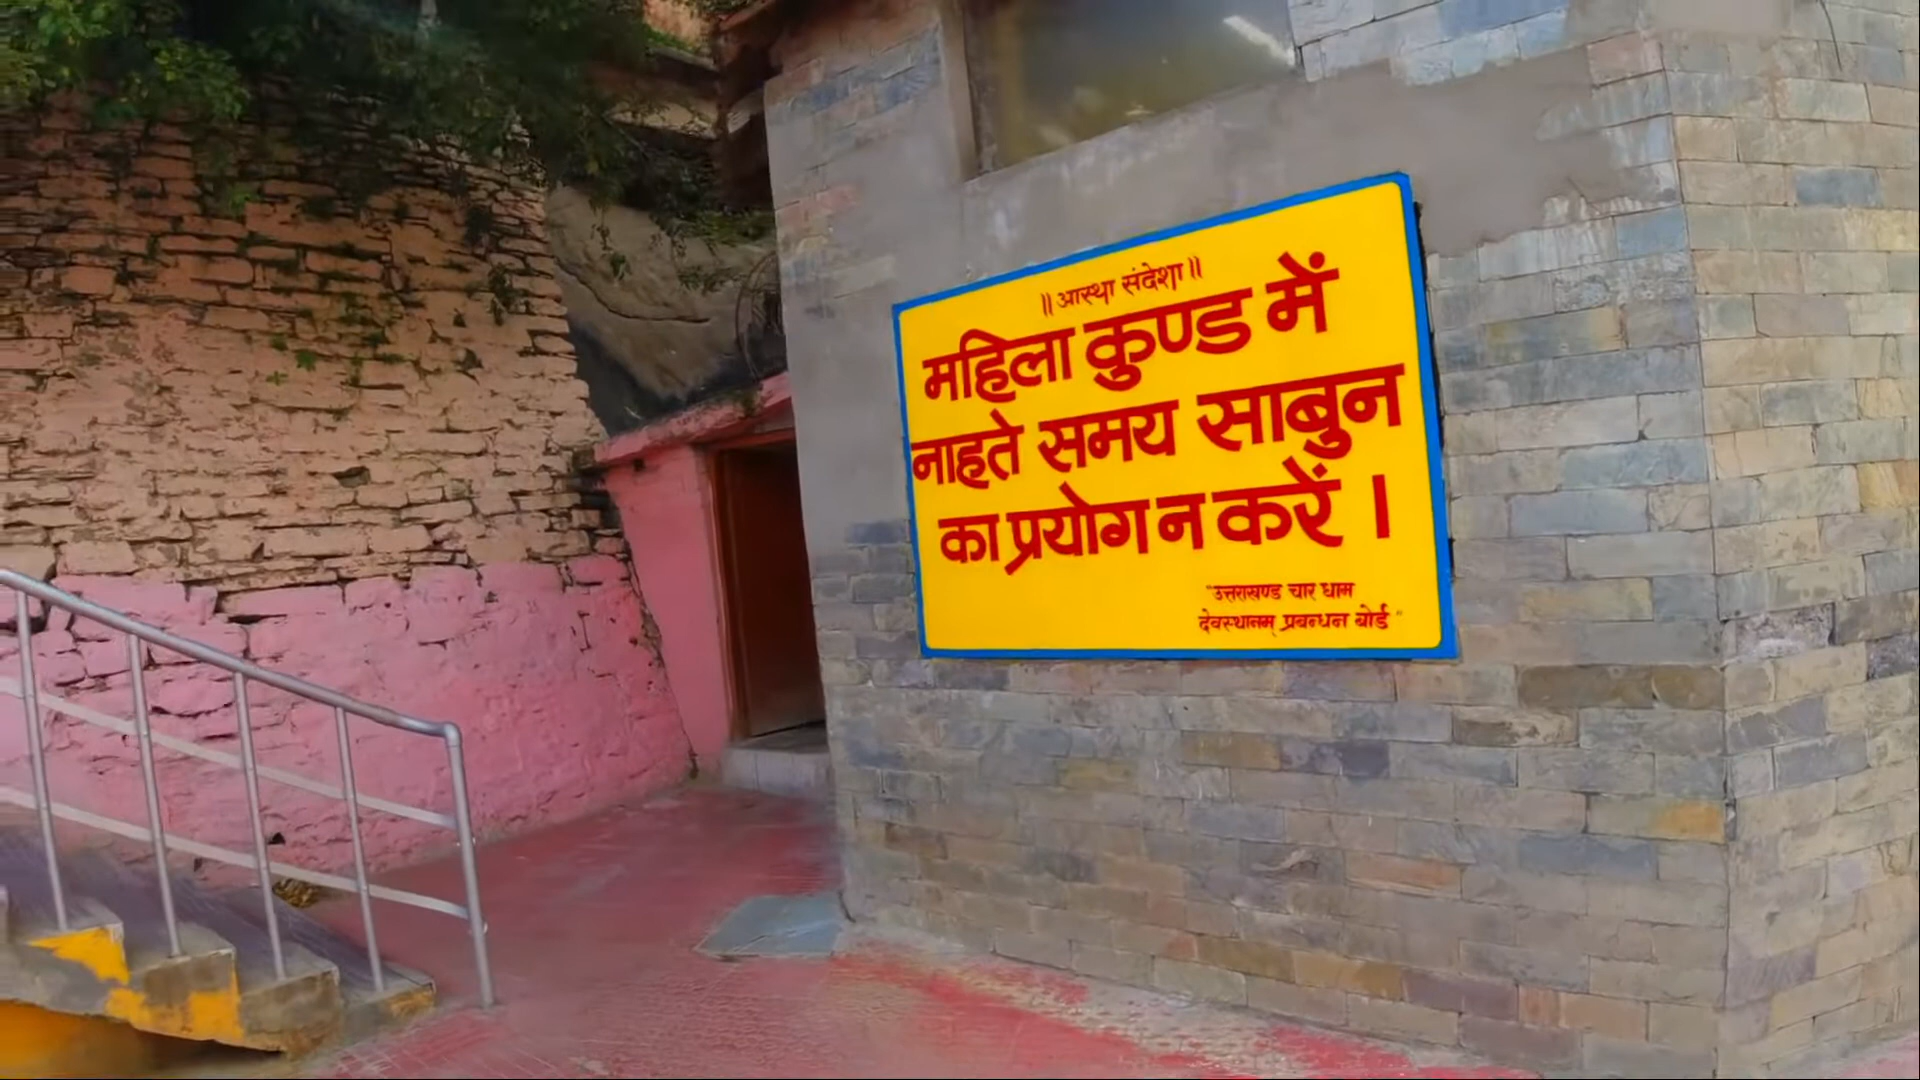 ॥ आस्था संदेशा ॥
महिला कुण्ड में
नाहते समय साबुन
का प्रयोग न करें ।
"उत्तराखण्ड चार धाम
देवस्थानम् प्रबन्धन बोर्ड"